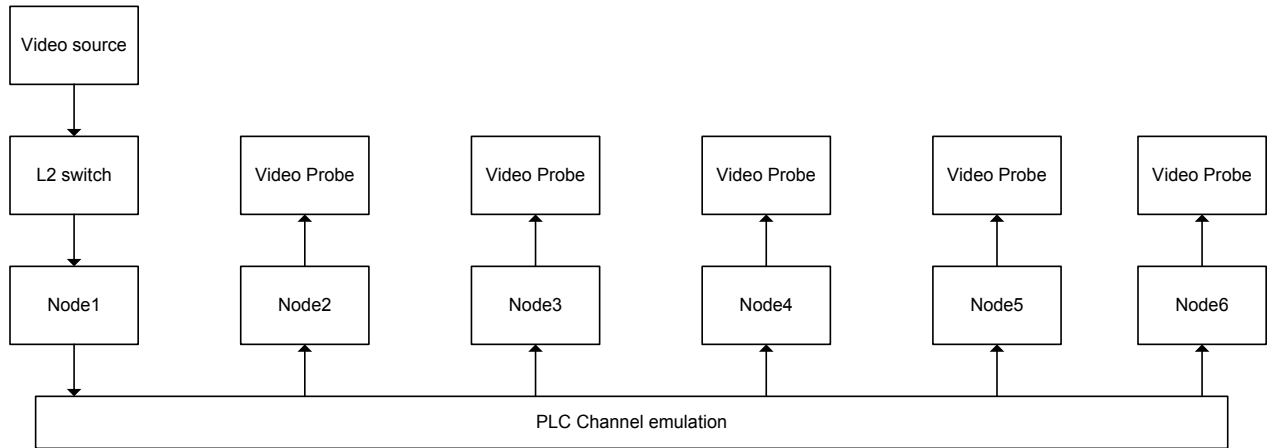 Video source
L2 switch
Video Probe
Video Probe
Video Probe
Video Probe
Video Probe
Node1
Node2
Node3
Node4
Node5
Node6
PLC Channel emulation